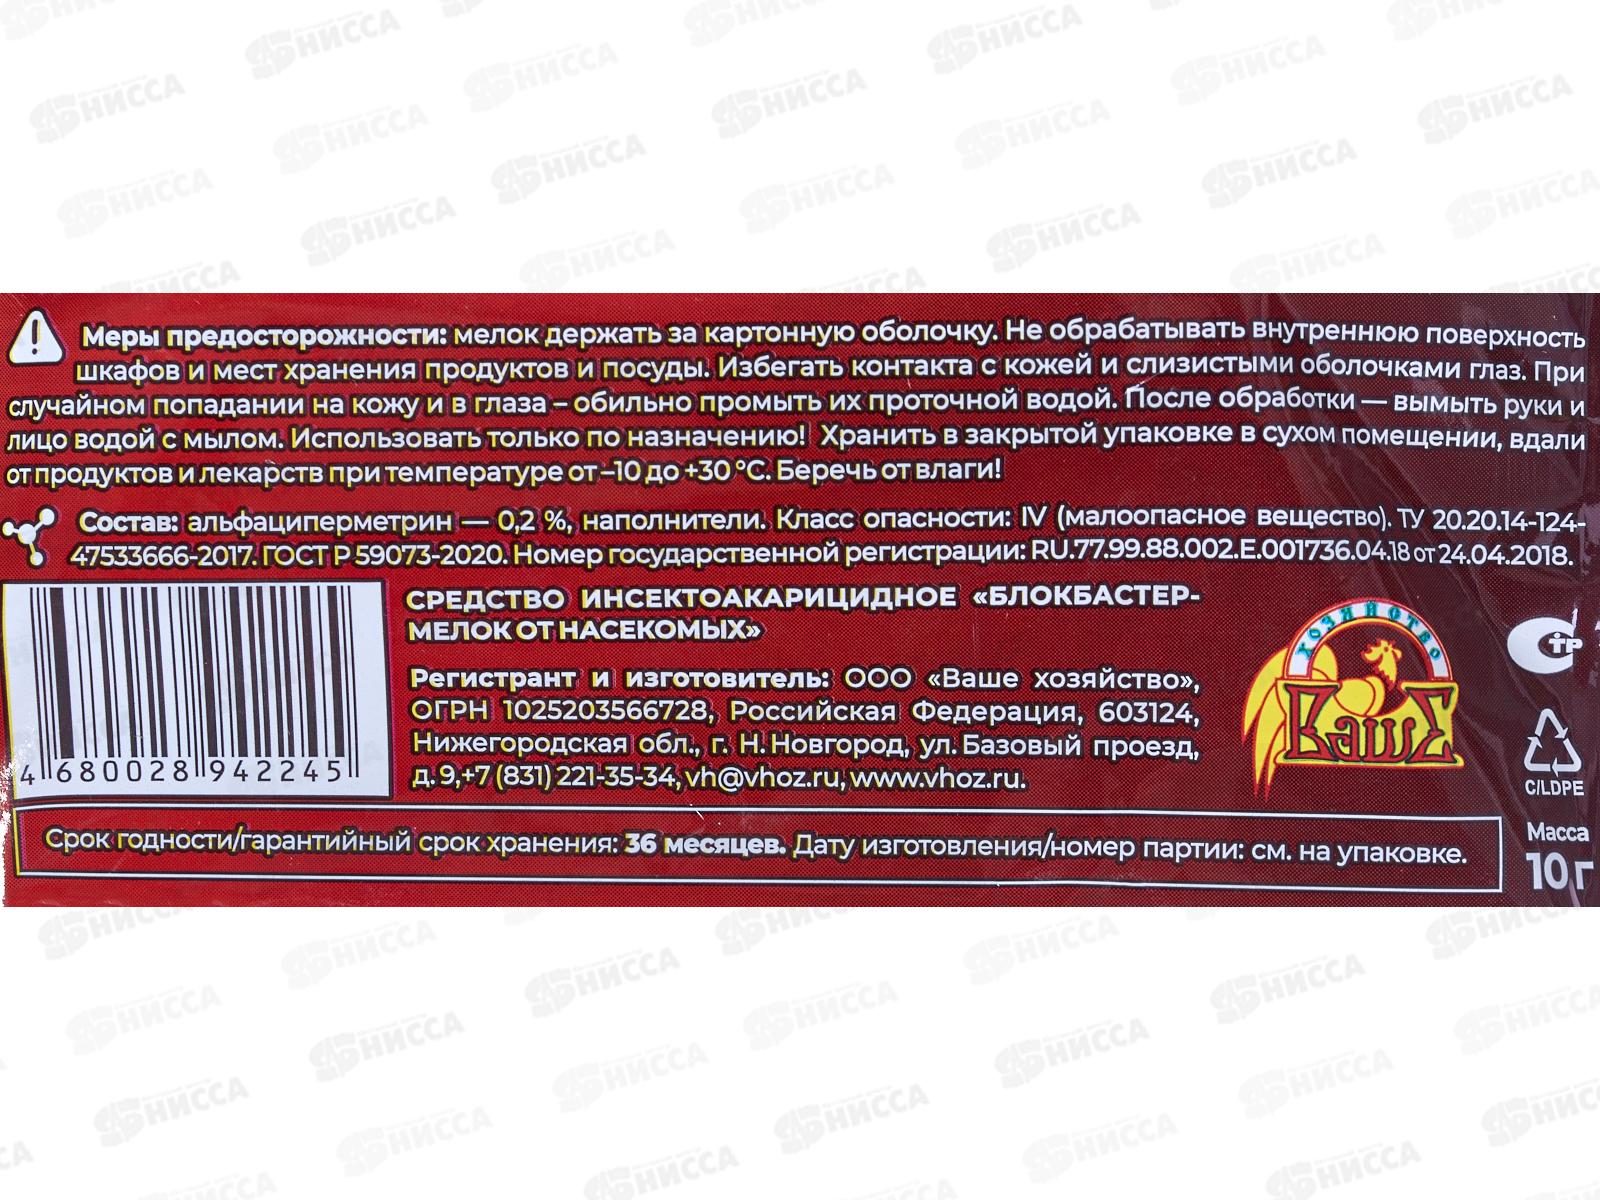 Меры предосторожности: мелок держать за картонную оболочку. Не обрабатывать внутреннюю поверхность
шкафов и мест хранения продуктов и посуды. Избегать контакта с кожей и слизистыми оболочками глаз. При
случайном попадании на кожу и в глаза – обильно промыть их проточной водой. После обработки — вымыть руки и
лицо водой с мылом. Использовать только по назначению! Хранить в закрытой упаковке в сухом помещении, вдали
от продуктов и лекарств при температуре от –10 до +30 °С. Беречь от влаги!
Состав: альфациперметрин — 0,2 %, наполнители. Класс опасности: IV (малоопасное вещество). ТУ 20.20.14-124-
47533666-2017. ГОСТ Р 59073-2020. Номер государственной регистрации: RU.77.99.88.002.Е.001736.04.18 от 24.04.2018.
СРЕДСТВО ИНСЕКТОАКАРИЦИДНОЕ «БЛОКБАСТЕР-
МЕЛОК ОТ НАСЕКОМЫХ»
Регистрант и изготовитель: ООО «Ваше хозяйство»,
ОГРН 1025203566728, Российская Федерация, 603124,
Нижегородская обл., г. Н. Новгород, ул. Базовый проезд,
д. 9, +7 (831) 221-35-34, vh@vhoz.ru, www.vhoz.ru.
4 680028 942245
ХОЗЯЙСТВО
ВАШЕ
СТР
C/LDPE
Масса
10 г
Срок годности/гарантийный срок хранения: 36 месяцев. Дату изготовления/номер партии: см. на упаковке.
НИССА